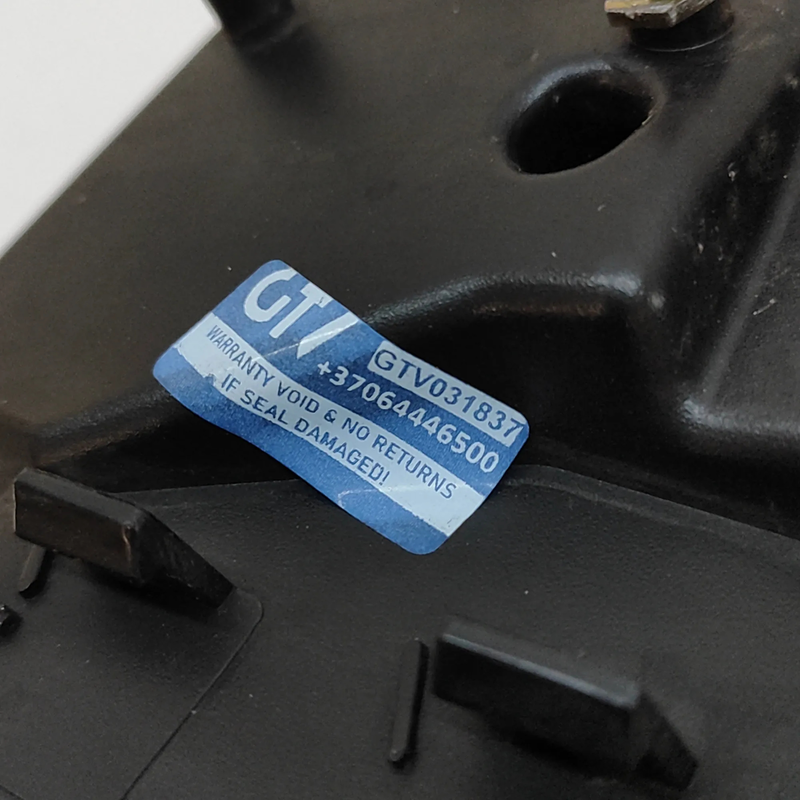 GTV
GTV031837
+37064446500
WARRANTY VOID & NO RETURNS
IF SEAL DAMAGED!